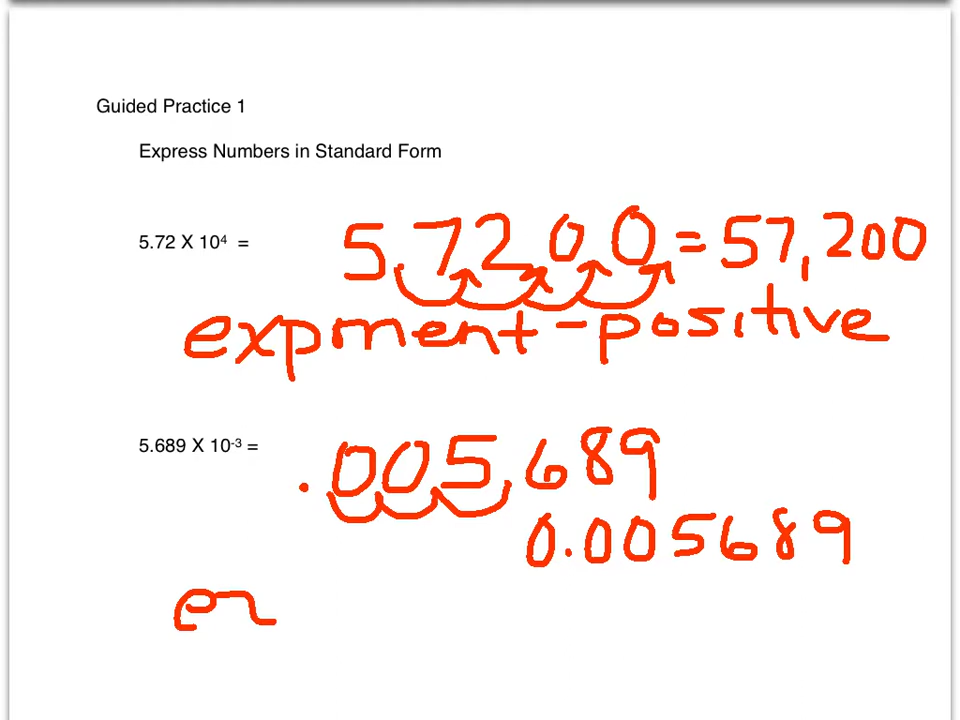 Guided Practice 1
Express Numbers in Standard Form
5.72 X 10⁴ = 5.7200 = 57,200
expment - positive
5.689 X 10⁻³ = .005.689
0.005689